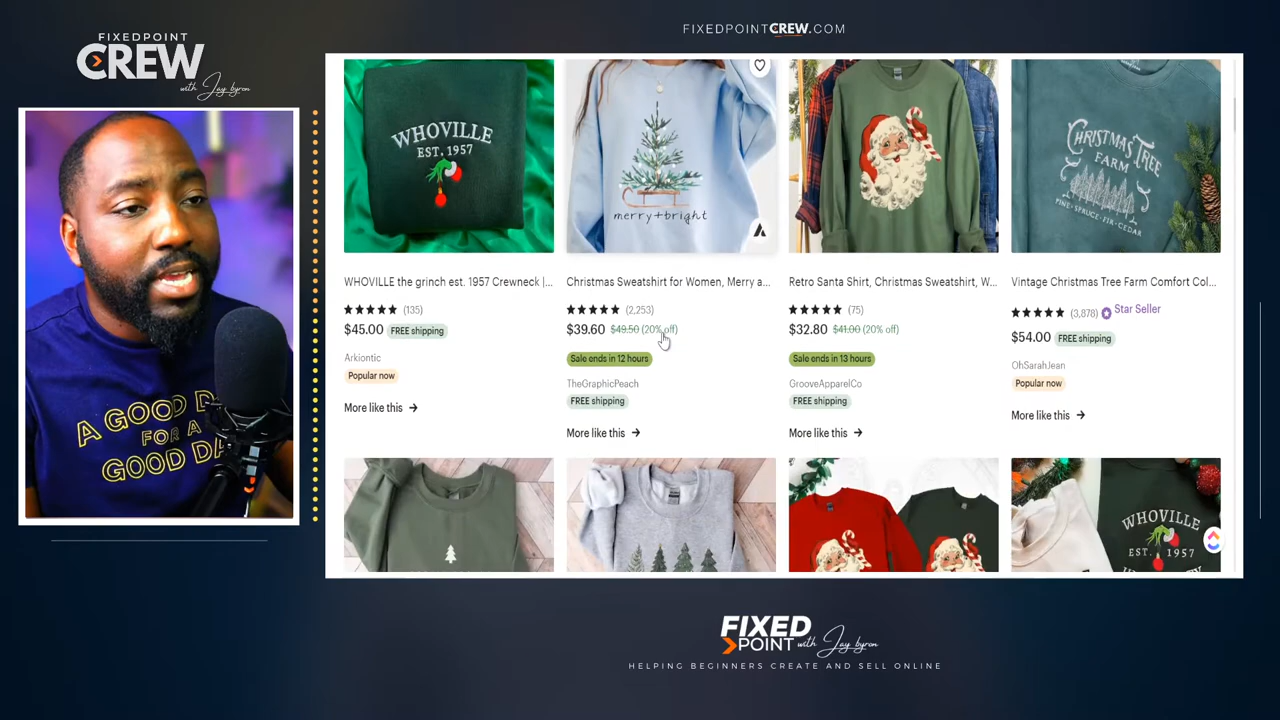 FIXEDPOINT
CREW
with Jay byron
FIXEDPOINTCREW.COM
WHOVILLE
EST. 1957
merry+bright
CHRISTMAS TREE
FARM
PINE·SPRUCE·FIR·CEDAR
WHOVILLE the grinch est. 1957 Crewneck |...
(135)
$45.00 FREE shipping
Arkiontic
Popular now
More like this →
Christmas Sweatshirt for Women, Merry a...
(2,253)
$39.60 $49.50 (20% off)
Sale ends in 12 hours
TheGraphicPeach
FREE shipping
More like this →
Retro Santa Shirt, Christmas Sweatshirt, W...
(75)
$32.80 $41.00 (20% off)
Sale ends in 13 hours
GrooveApparelCo
FREE shipping
More like this →
Vintage Christmas Tree Farm Comfort Col...
(3,878) Star Seller
$54.00 FREE shipping
OhSarahJean
Popular now
More like this →
WHOVILLE
EST. 1957
A GOOD D
FOR A
GOOD DA
FIXED
POINT with Jay byron
HELPING BEGINNERS CREATE AND SELL ONLINE